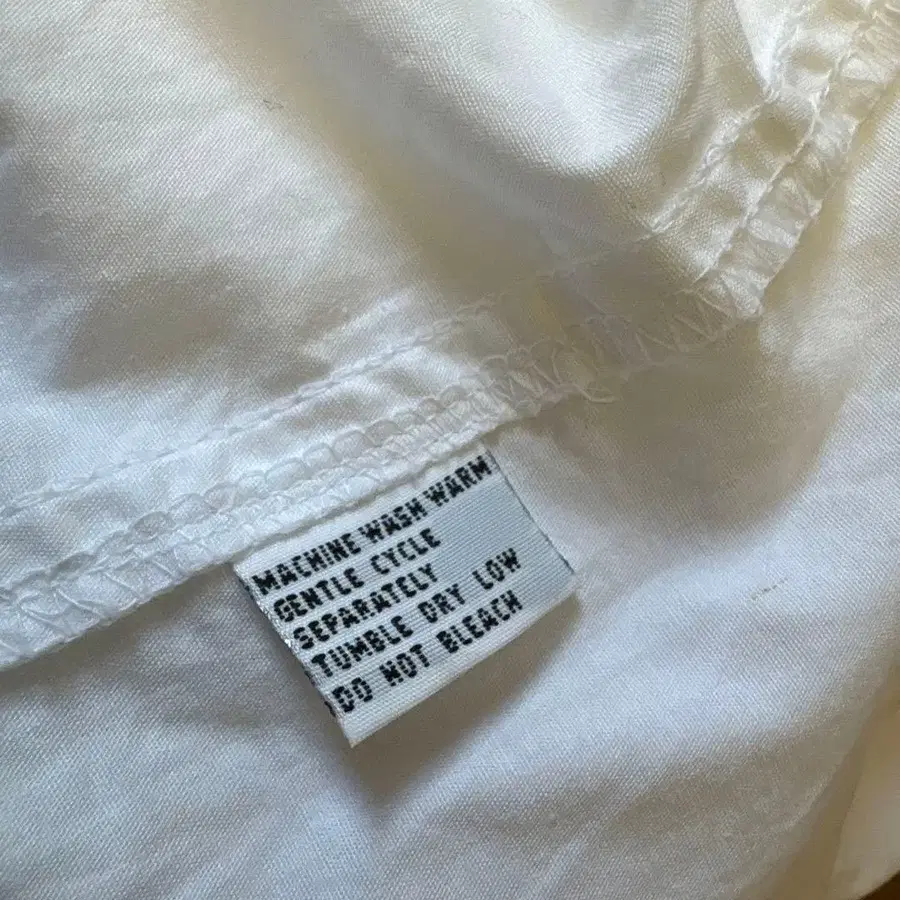 MACHINE WASH WARM
GENTLE CYCLE
SEPARATELY
TUMBLE DRY LOW
DO NOT BLEACH